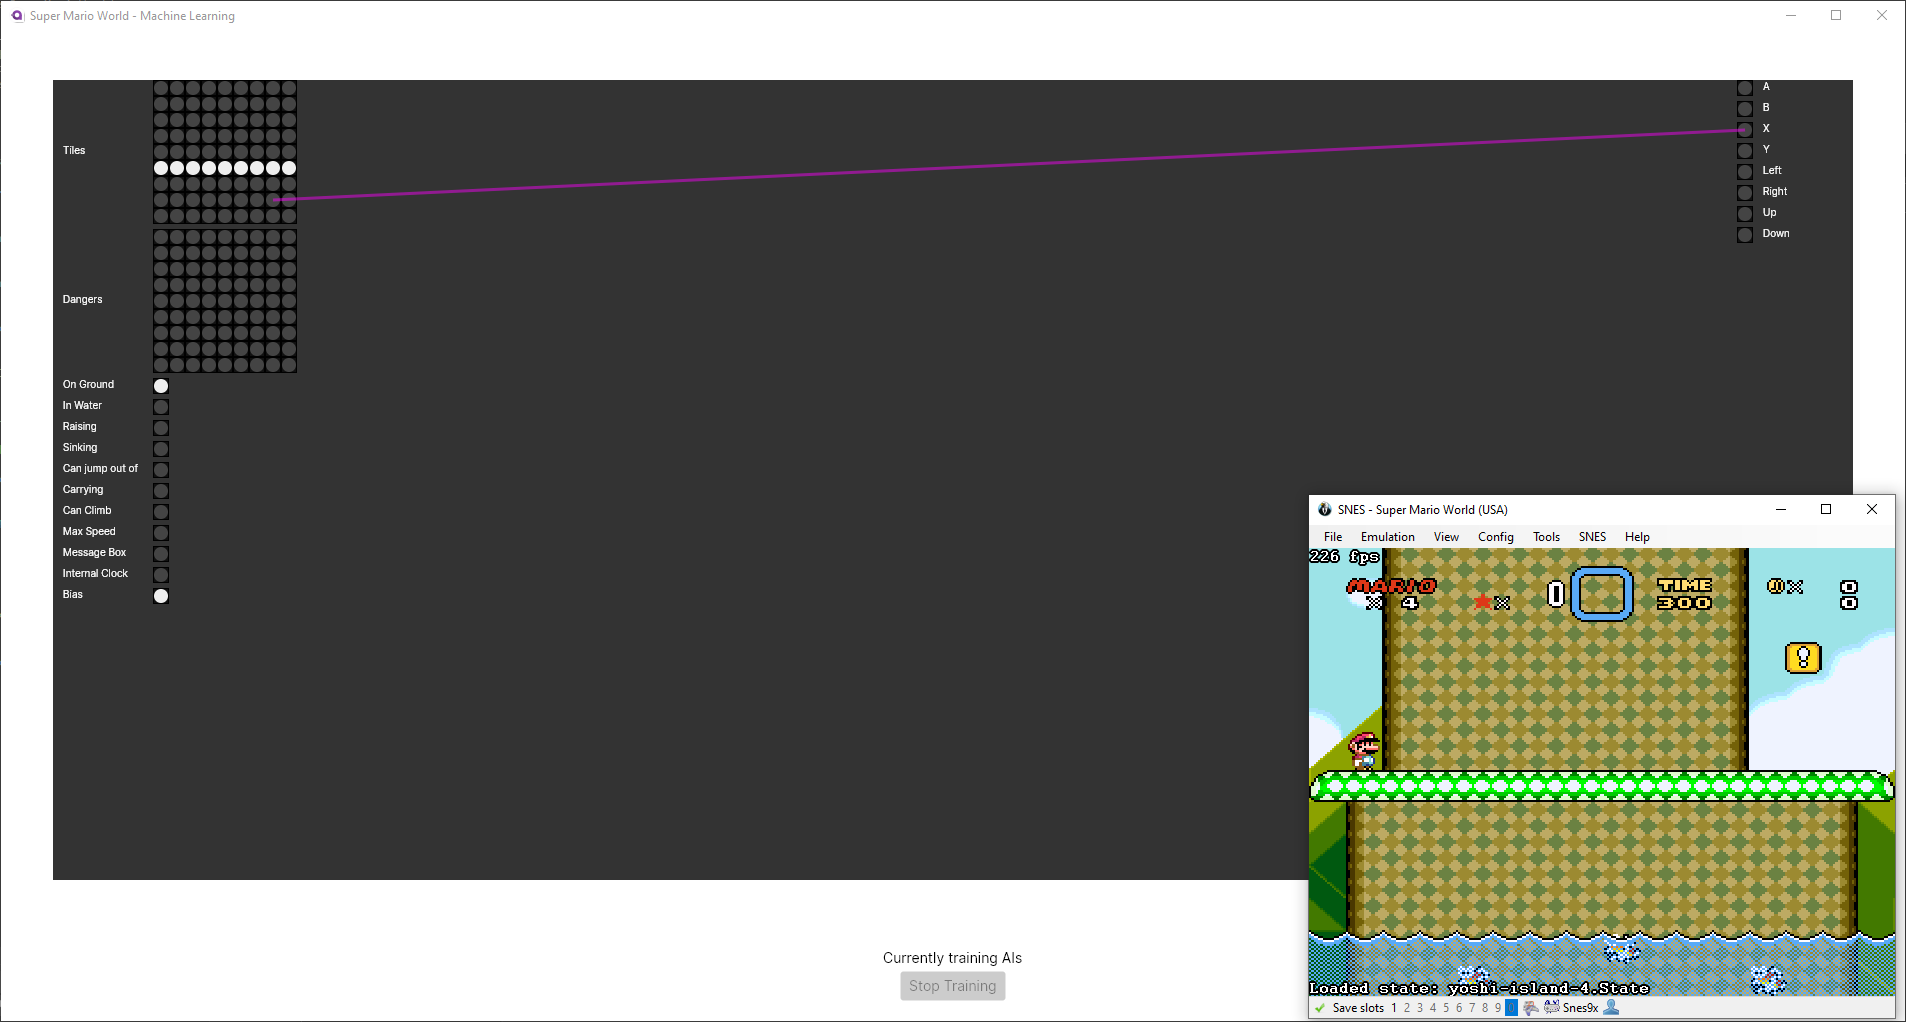 Super Mario World - Machine Learning
Tiles
Dangers
On Ground
In Water
Raising
Sinking
Can jump out of
Carrying
Can Climb
Max Speed
Message Box
Internal Clock
Bias
A
B
X
Y
Left
Right
Up
Down
Currently training AIs
Stop Training
SNES - Super Mario World (USA)
File Emulation View Config Tools SNES Help
226 fps
MARIO TIME
x 4 x 0 300 x 0
0
!
Loaded state: yoshi-island-4.State
Save slots 1 2 3 4 5 6 7 8 9 Snes9x